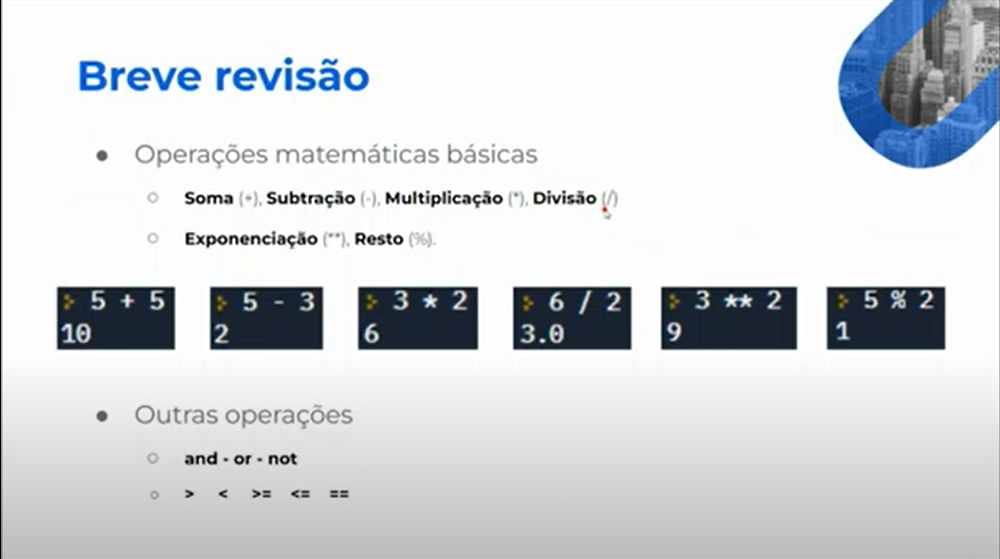 Breve revisão
● Operações matemáticas básicas
○ Soma (+), Subtração (-), Multiplicação (*), Divisão (/)
○ Exponenciação (**), Resto (%).
> 5 + 5
10
> 5 - 3
2
> 3 * 2
6
> 6 / 2
3.0
> 3 ** 2
9
> 5 % 2
1
● Outras operações
○ and - or - not
○ > < >= <= ==